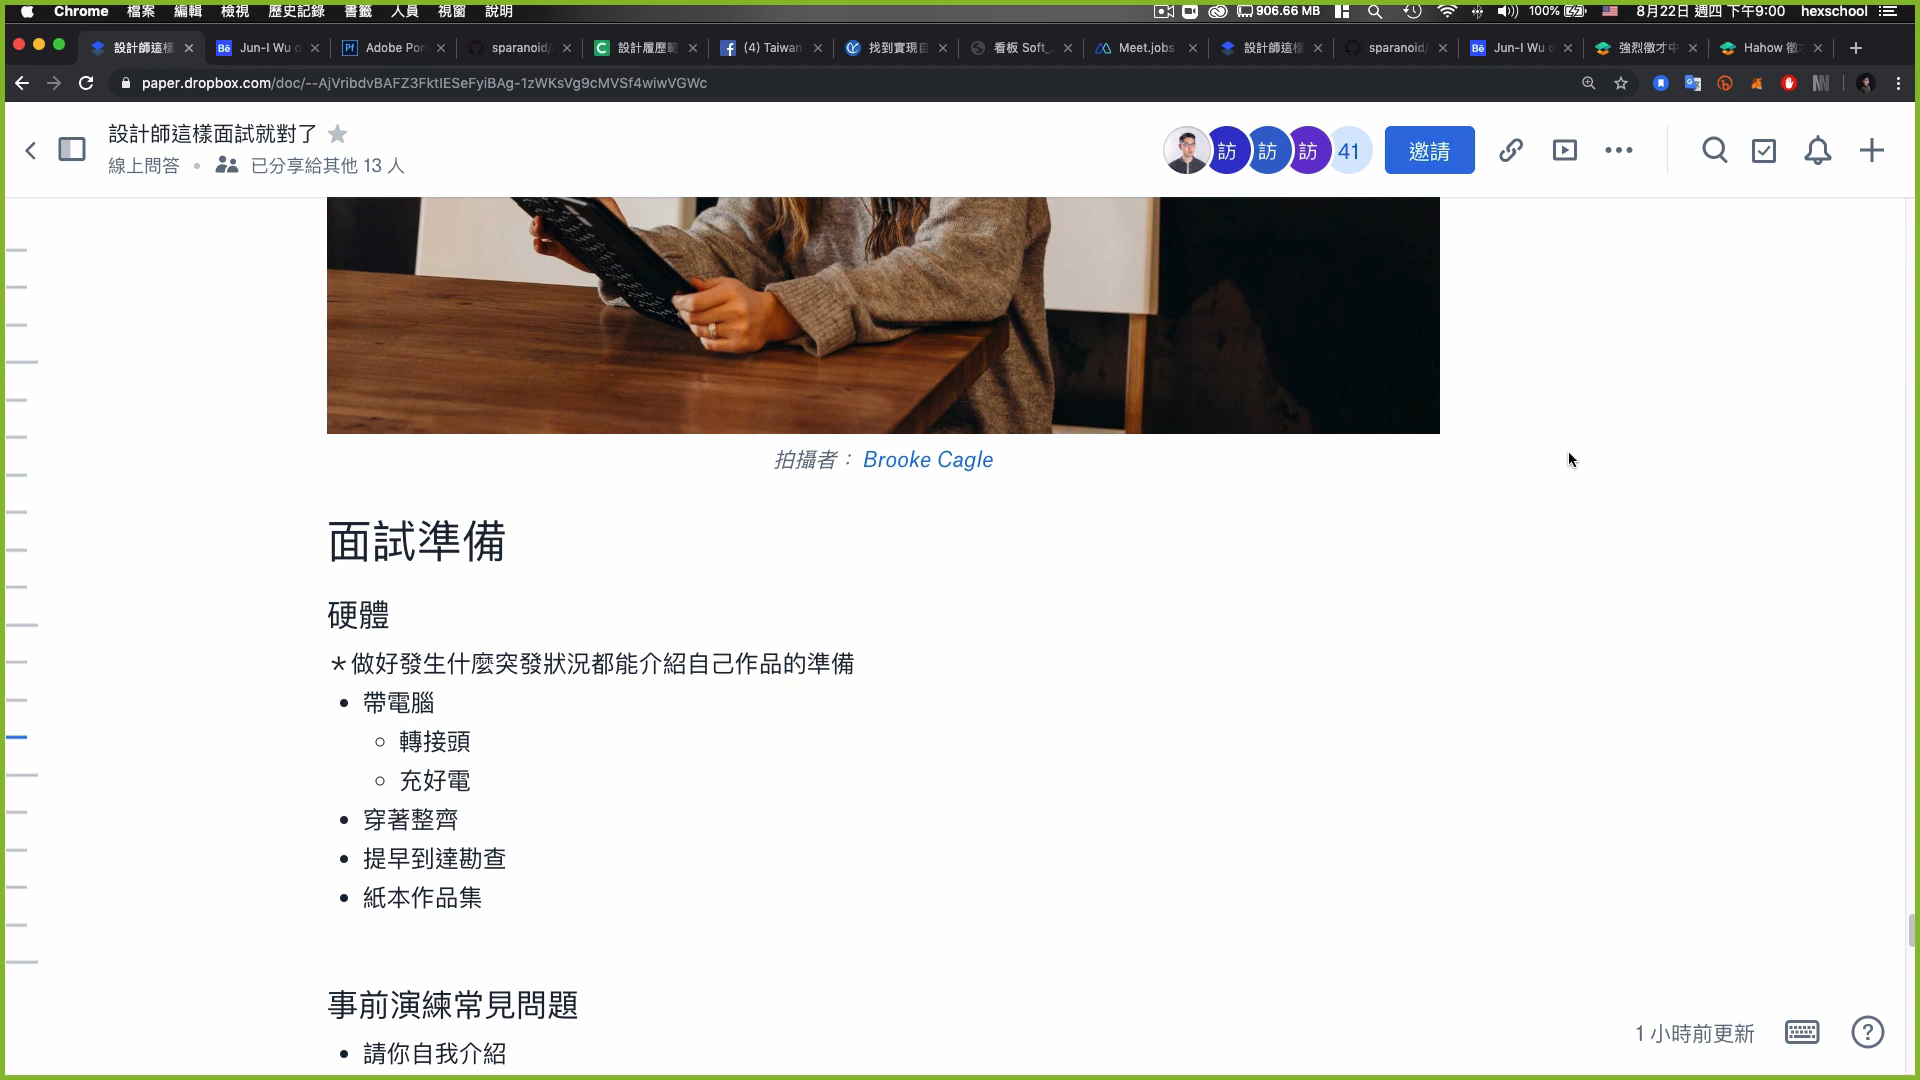 Chrome 檔案 編輯 檢視 歷史記錄 書籤 人員 視窗 說明 906.66 MB 100% 8月22日 週四 下午9:00 hexschool
設計師這樣 Jun-I Wu Adobe Por sparanoid/ 設計履歷範 (4) Taiwan 找到實現自 看板 Soft_ Meet.jobs 設計師這樣 sparanoid/ Jun-I Wu 強烈徵才中 Hahow 徵
paper.dropbox.com/doc/--AjVribdvBAFZ3FktIESeFyiBAg-1zWKsVg9cMVSf4wiwVGWc
設計師這樣面試就對了
線上問答 • 已分享給其他 13 人
訪 訪 訪 41 邀請
拍攝者： Brooke Cagle
面試準備
硬體
＊做好發生什麼突發狀況都能介紹自己作品的準備
• 帶電腦
○ 轉接頭
○ 充好電
• 穿著整齊
• 提早到達勘查
• 紙本作品集
事前演練常見問題
• 請你自我介紹
1 小時前更新